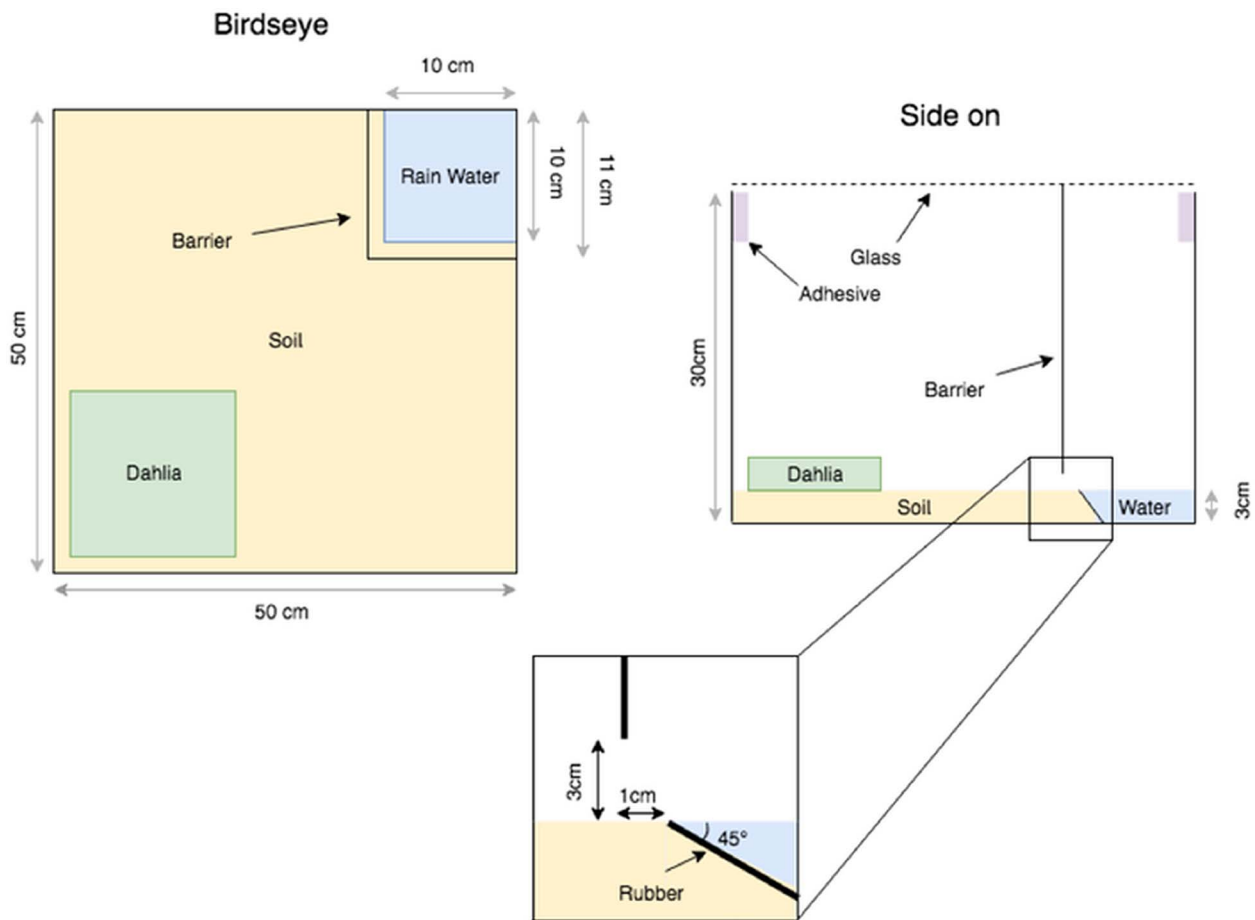 Birdseye
10 cm
Rain Water
10 cm
11 cm
Barrier
Soil
50 cm
Dahlia
50 cm
Side on
Glass
Adhesive
30cm
Barrier
Dahlia
Soil
Water
3cm
3cm
1cm
45°
Rubber